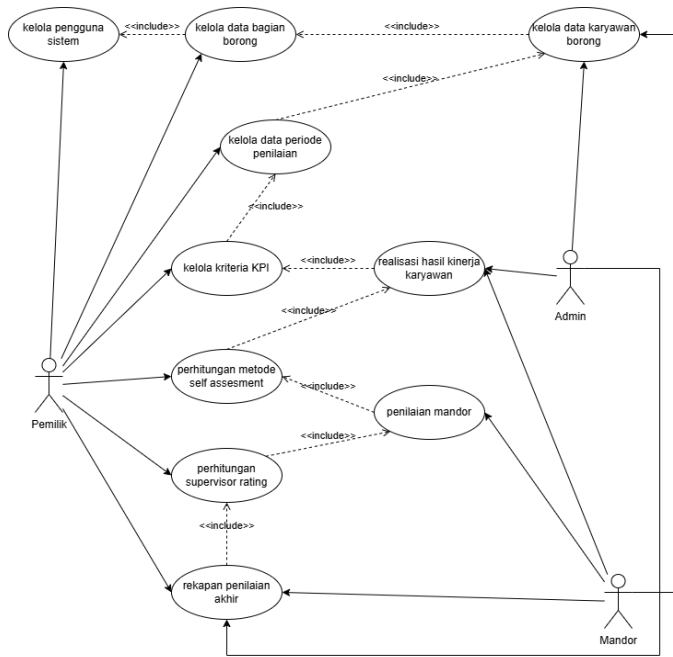 kelola pengguna
sistem
<<include>>
kelola data bagian
borong
<<include>>
kelola data karyawan
borong
<<include>>
kelola data periode
penilaian
<<include>>
kelola kriteria KPI
<<include>>
realisasi hasil kinerja
karyawan
Admin
<<include>>
perhitungan metode
self assesment
<<include>>
penilaian mandor
Pemilik
<<include>>
perhitungan
supervisor rating
<<include>>
rekapan penilaian
akhir
Mandor